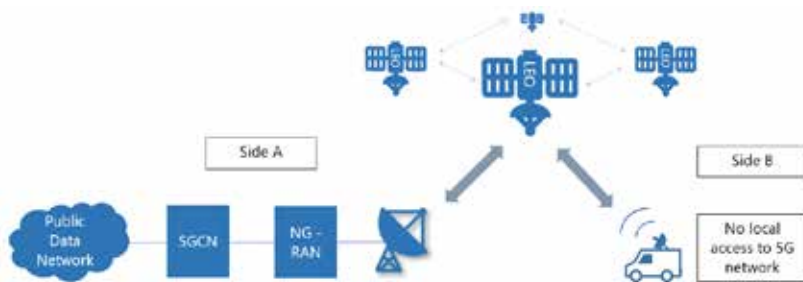 LEO
LEO
LEO
Side A
Side B
Public
Data
Network
5GCN
NG -
RAN
No local
access to 5G
network